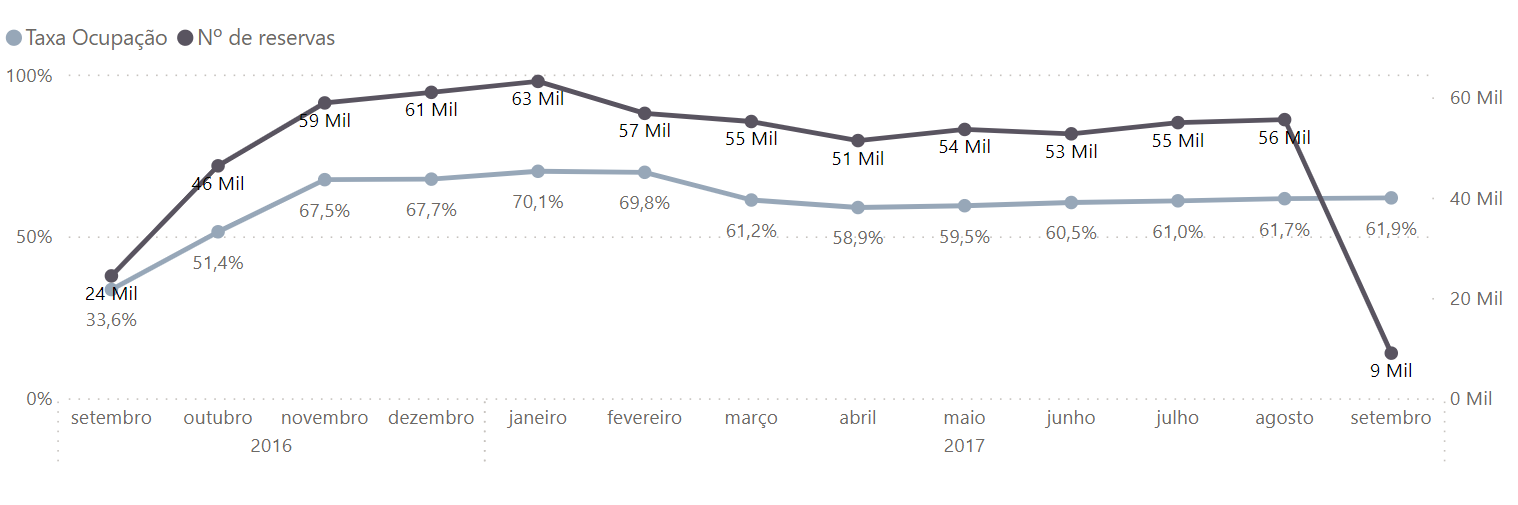 Taxa Ocupação Nº de reservas
100%
60 Mil
63 Mil
61 Mil
59 Mil
57 Mil
55 Mil
51 Mil
54 Mil
53 Mil
55 Mil
56 Mil
46 Mil
40 Mil
67,5%
67,7%
70,1%
69,8%
61,2%
58,9%
59,5%
60,5%
61,0%
61,7%
61,9%
50%
51,4%
24 Mil
20 Mil
33,6%
9 Mil
0%
0 Mil
setembro outubro novembro dezembro janeiro fevereiro março abril maio junho julho agosto setembro
2016 2017